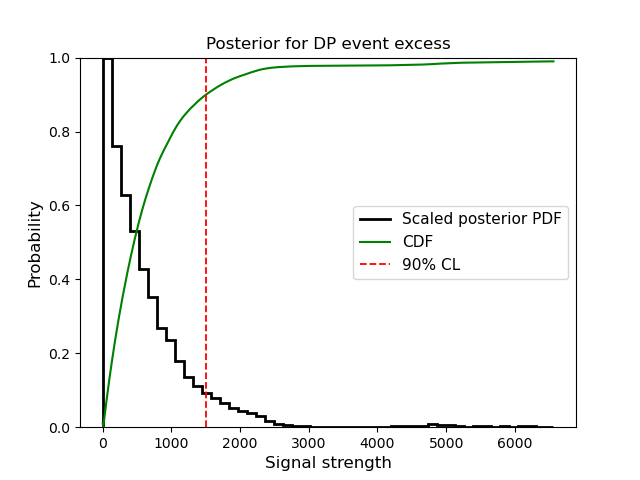 Posterior for DP event excess
1.0
0.8
0.6
0.4
0.2
0.0
Probability
Scaled posterior PDF
CDF
90% CL
0 1000 2000 3000 4000 5000 6000
Signal strength